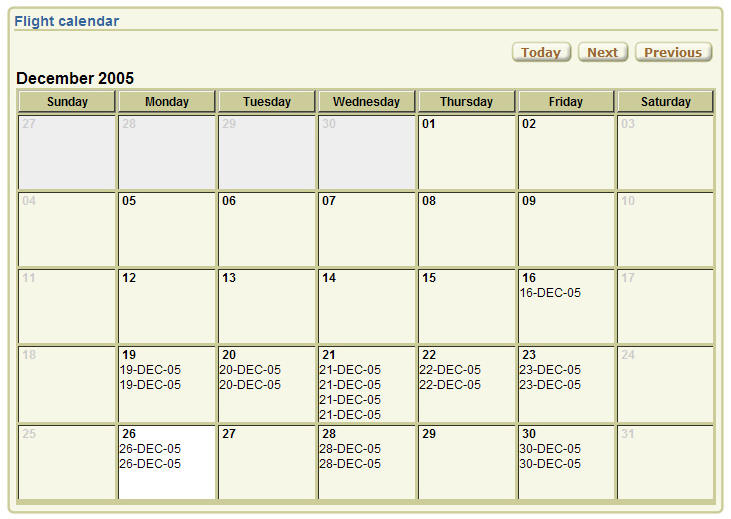 Flight calendar
Today Next Previous
December 2005
Sunday Monday Tuesday Wednesday Thursday Friday Saturday
27 28 29 30 01 02 03
04 05 06 07 08 09 10
11 12 13 14 15 16 17
16-DEC-05
18 19 20 21 22 23 24
19-DEC-05 20-DEC-05 21-DEC-05 22-DEC-05 23-DEC-05
19-DEC-05 20-DEC-05 21-DEC-05 22-DEC-05 23-DEC-05
21-DEC-05
21-DEC-05
25 26 27 28 29 30 31
26-DEC-05 28-DEC-05 30-DEC-05
26-DEC-05 28-DEC-05 30-DEC-05